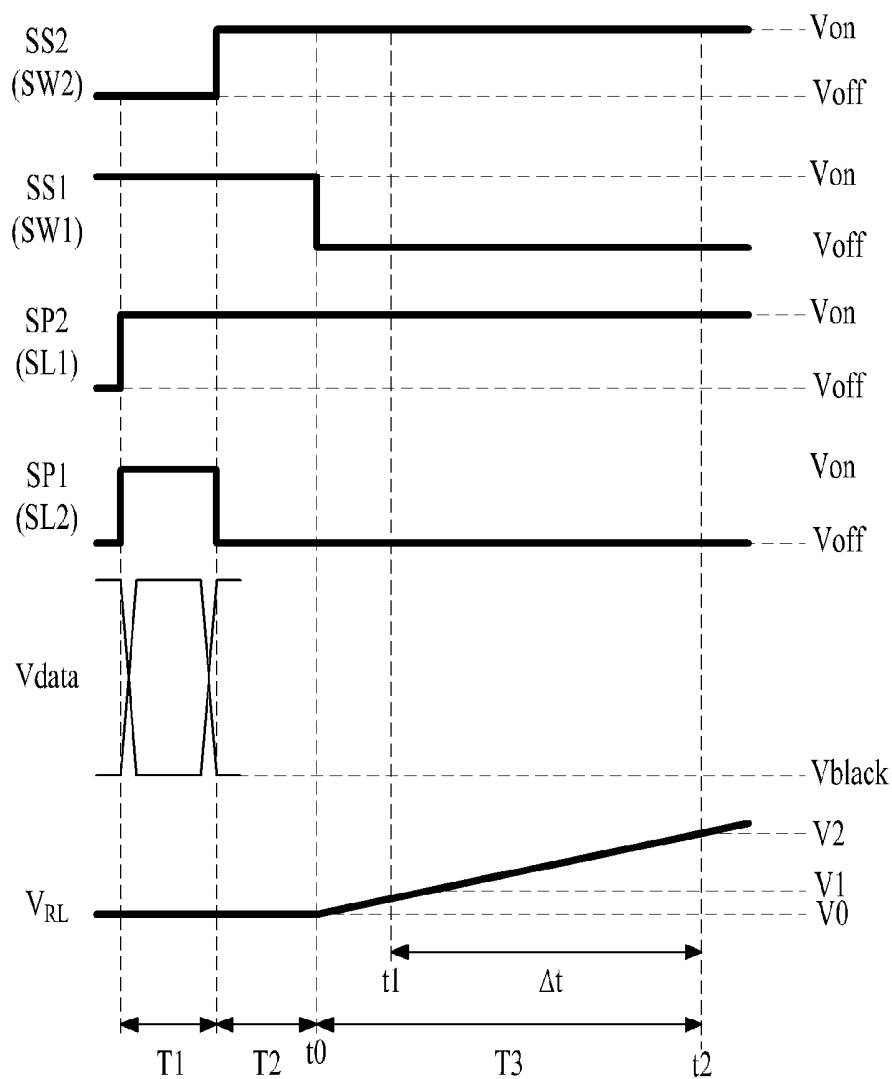 SS2
(SW2)
Von
Voff
SS1
(SW1)
Von
Voff
SP2
(SL1)
Von
Voff
SP1
(SL2)
Von
Voff
Vdata
Vblack
VRL
V2
V1
V0
t1
Δt
T1
T2
t0
T3
t2